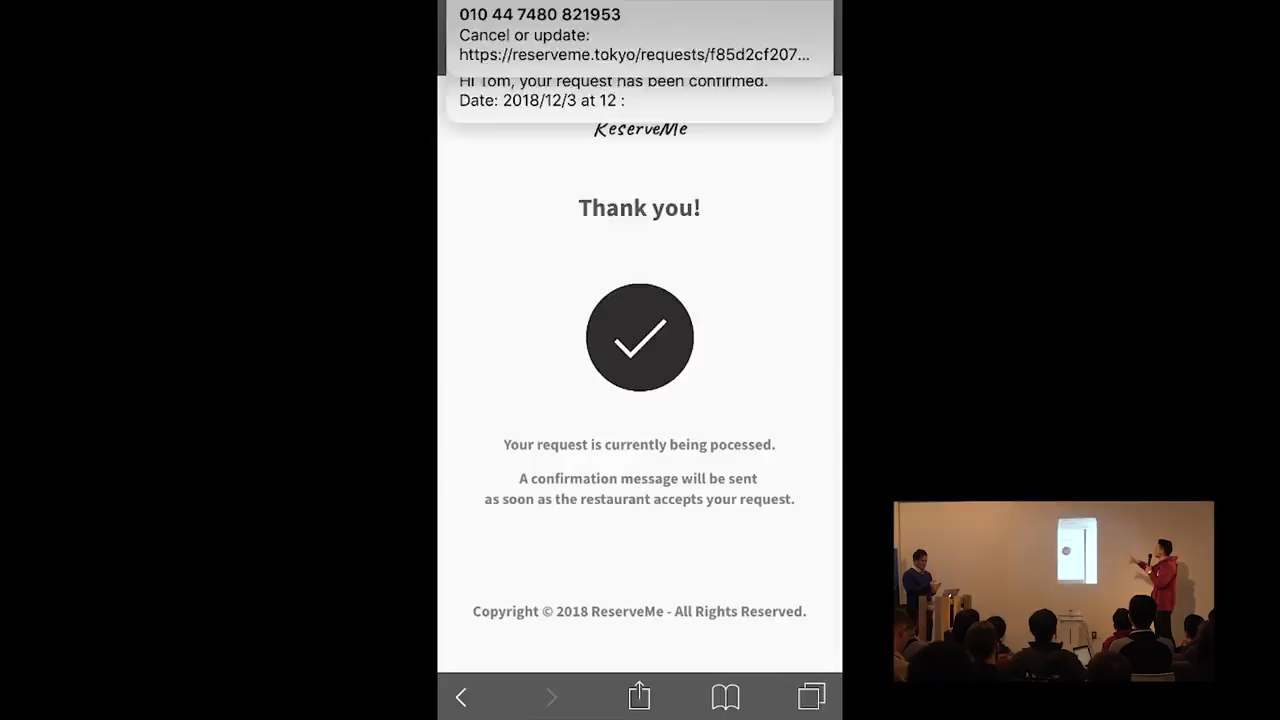 010 44 7480 821953
Cancel or update:
https://reserveme.tokyo/requests/f85d2cf207...
Hi Tom, your request has been confirmed.
Date: 2018/12/3 at 12 :
ReserveMe
Thank you!
Your request is currently being pocessed.
A confirmation message will be sent
as soon as the restaurant accepts your request.
Copyright © 2018 ReserveMe - All Rights Reserved.